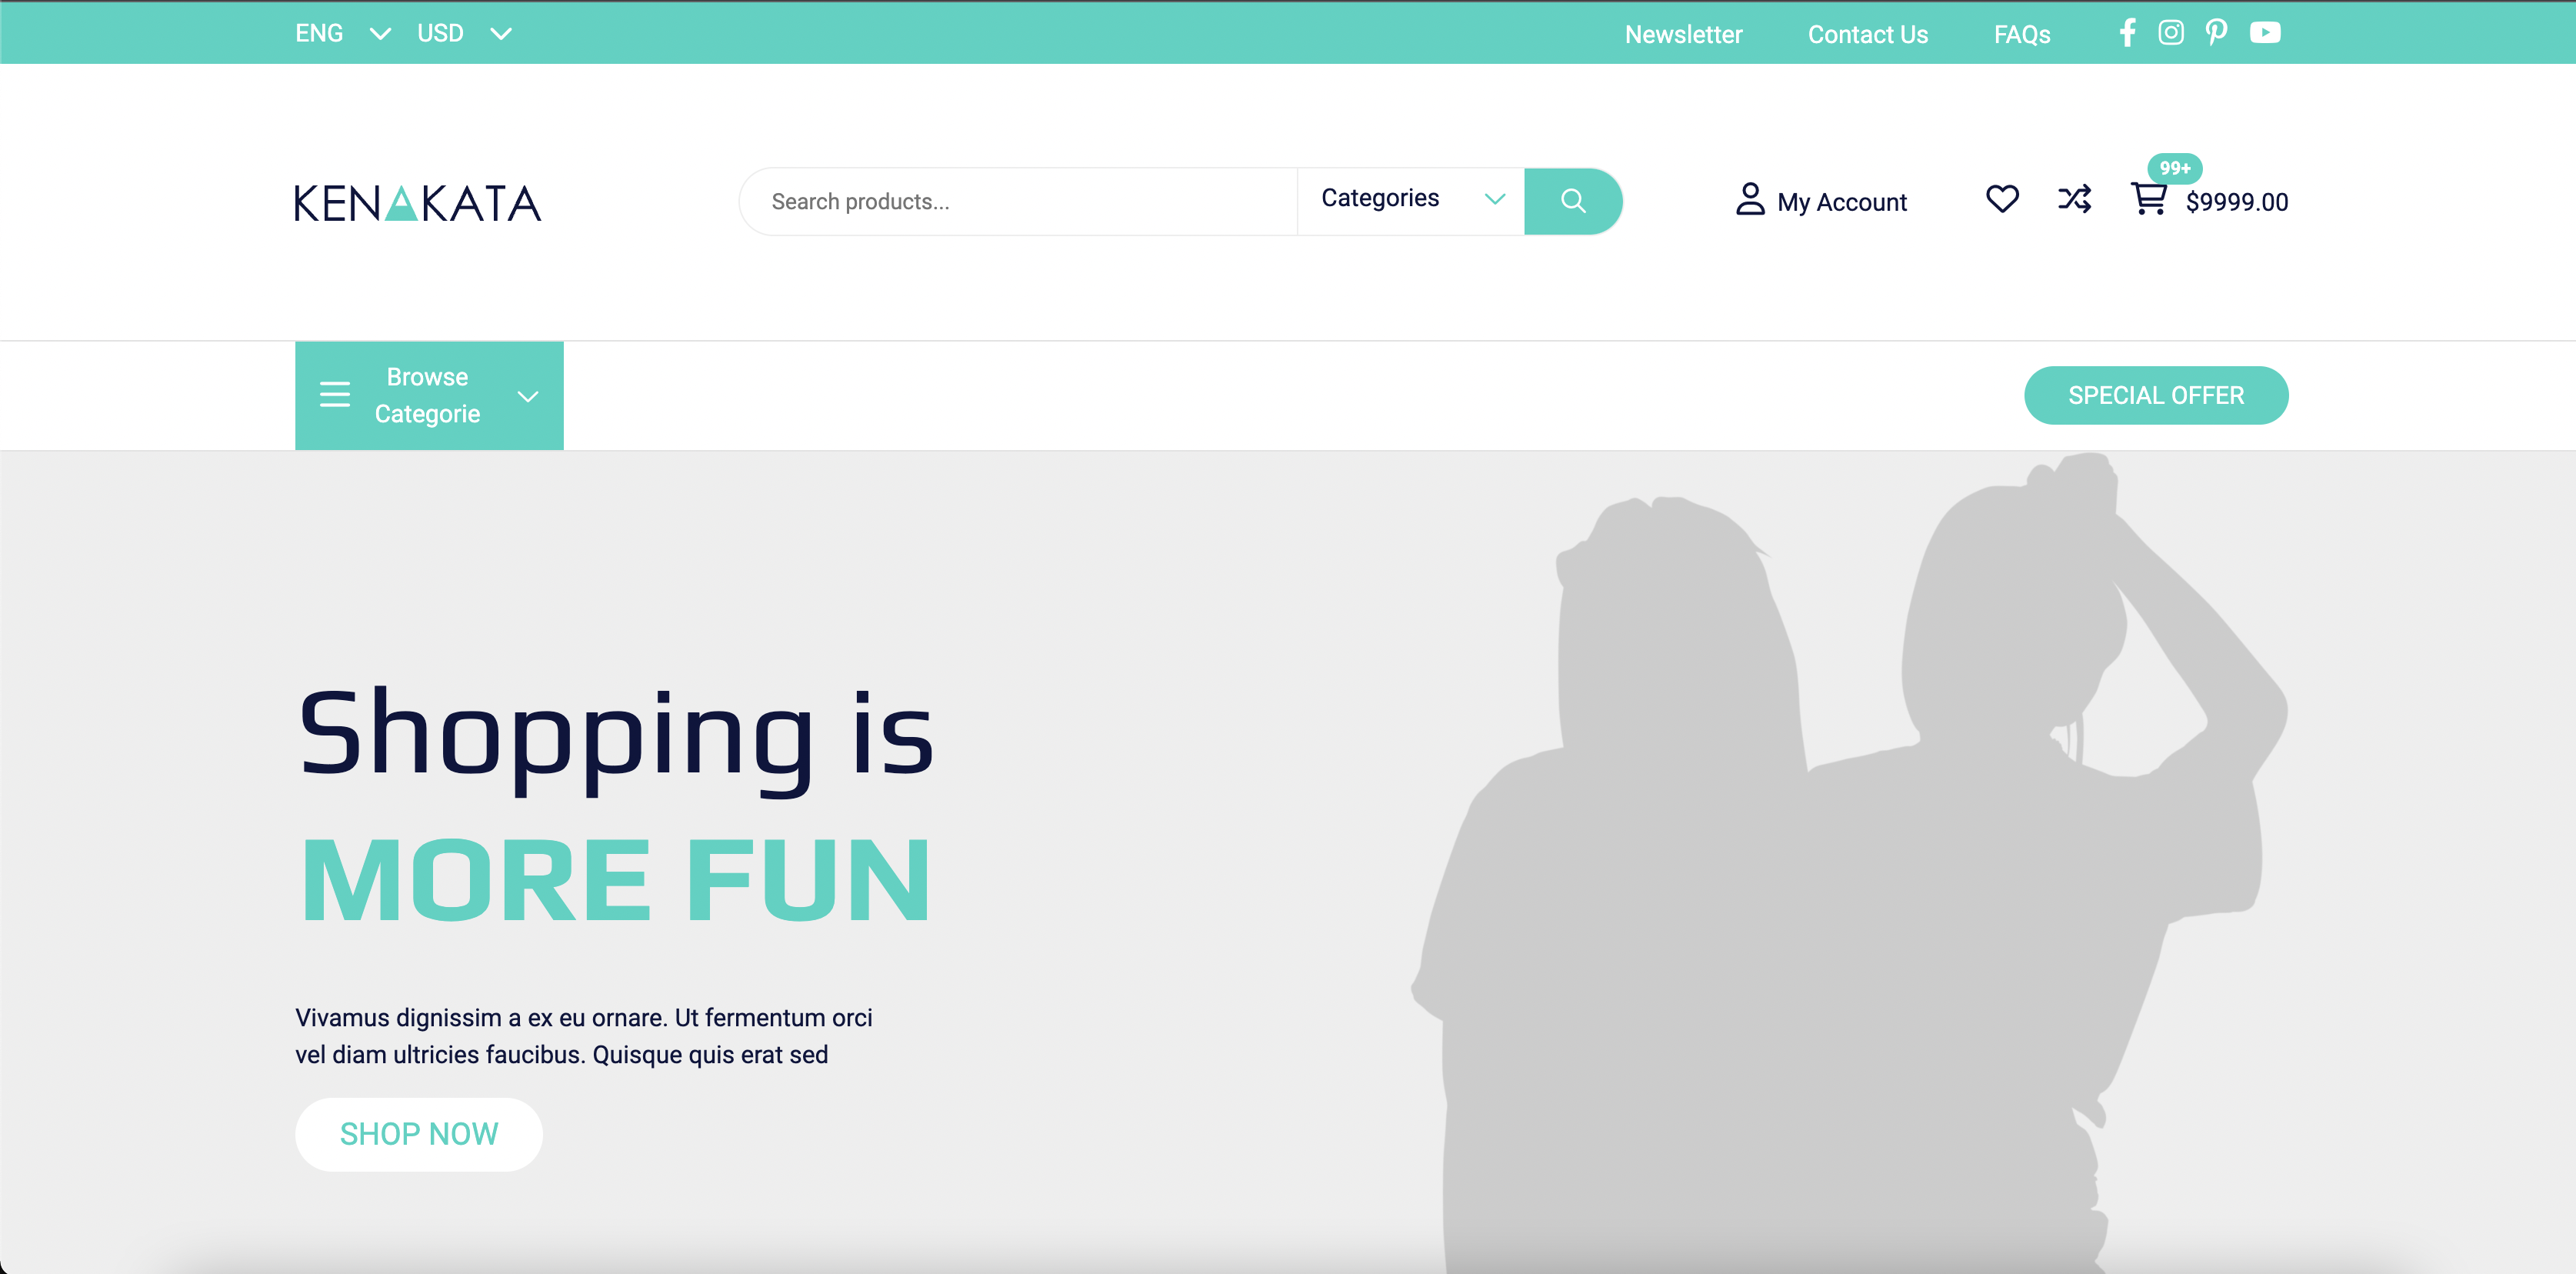 ENG USD Newsletter Contact Us FAQs
99+
KENAKATA Search products... Categories My Account $9999.00
Browse
Categorie
SPECIAL OFFER
Shopping is
MORE FUN
Vivamus dignissim a ex eu ornare. Ut fermentum orci
vel diam ultricies faucibus. Quisque quis erat sed
SHOP NOW